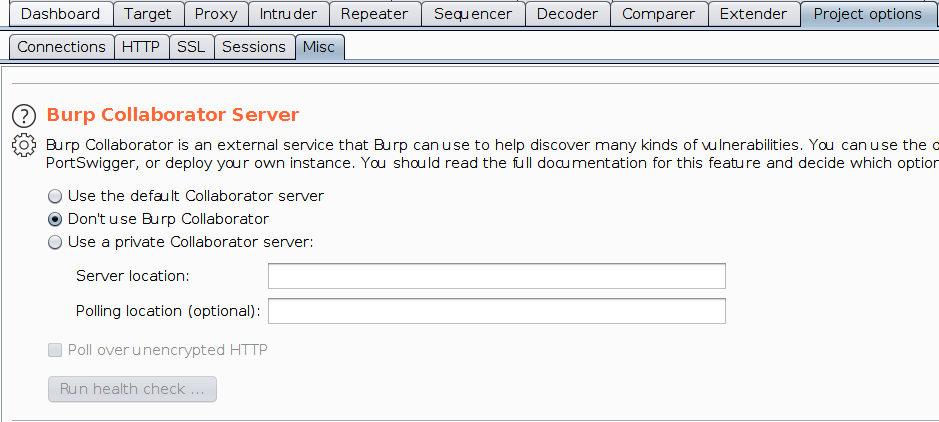 Dashboard Target Proxy Intruder Repeater Sequencer Decoder Comparer Extender Project options
Connections HTTP SSL Sessions Misc
? Burp Collaborator Server
Burp Collaborator is an external service that Burp can use to help discover many kinds of vulnerabilities. You can use the d
PortSwigger, or deploy your own instance. You should read the full documentation for this feature and decide which option
Use the default Collaborator server
Don't use Burp Collaborator
Use a private Collaborator server:
Server location:
Polling location (optional):
Poll over unencrypted HTTP
Run health check ...